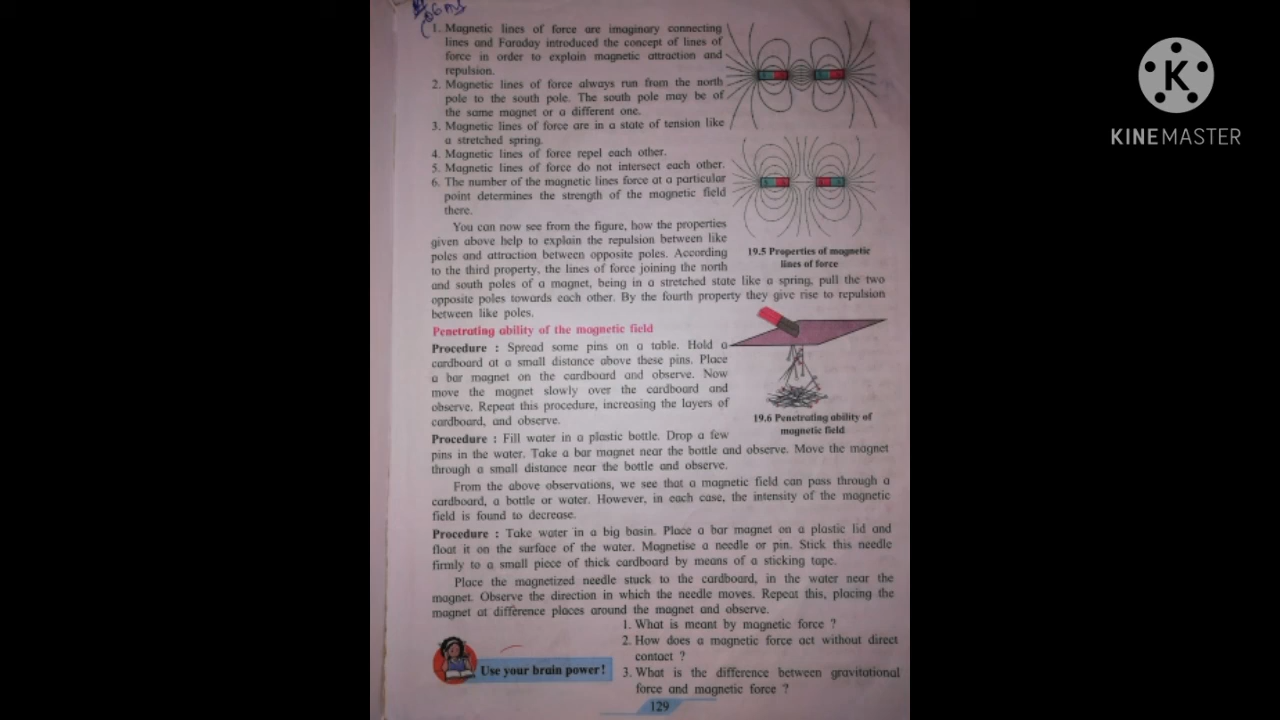 1. Magnetic lines of force are imaginary connecting
lines and Faraday introduced the concept of lines of
force in order to explain magnetic attraction and
repulsion.
2. Magnetic lines of force always run from the north
pole to the south pole. The south pole may be of
the same magnet or a different one.
3. Magnetic lines of force are in a state of tension like
a stretched spring.
4. Magnetic lines of force repel each other.
5. Magnetic lines of force do not intersect each other.
6. The number of the magnetic lines force at a particular
point determines the strength of the magnetic field
there.
19.5 Properties of magnetic
lines of force
You can now see from the figure, how the properties
given above help to explain the repulsion between like
poles and attraction between opposite poles. According
to the third property, the lines of force joining the north
and south poles of a magnet, being in a stretched state like a spring, pull the two
opposite poles towards each other. By the fourth property they give rise to repulsion
between like poles.
Penetrating ability of the magnetic field
Procedure : Spread some pins on a table. Hold a
cardboard at a small distance above these pins. Place
a bar magnet on the cardboard and observe. Now
move the magnet slowly over the cardboard and
observe. Repeat this procedure, increasing the layers of
cardboard, and observe.
19.6 Penetrating ability of
magnetic field
Procedure : Fill water in a plastic bottle. Drop a few
pins in the water. Take a bar magnet near the bottle and observe. Move the magnet
through a small distance near the bottle and observe.
From the above observations, we see that a magnetic field can pass through a
cardboard, a bottle or water. However, in each case, the intensity of the magnetic
field is found to decrease.
Procedure : Take water in a big basin. Place a bar magnet on a plastic lid and
float it on the surface of the water. Magnetise a needle or pin. Stick this needle
firmly to a small piece of thick cardboard by means of a sticking tape.
Place the magnetized needle stuck to the cardboard, in the water near the
magnet. Observe the direction in which the needle moves. Repeat this, placing the
magnet at difference places around the magnet and observe.
Use your brain power!
1. What is meant by magnetic force ?
2. How does a magnetic force act without direct
contact ?
3. What is the difference between gravitational
force and magnetic force ?
129
K
KINEMASTER